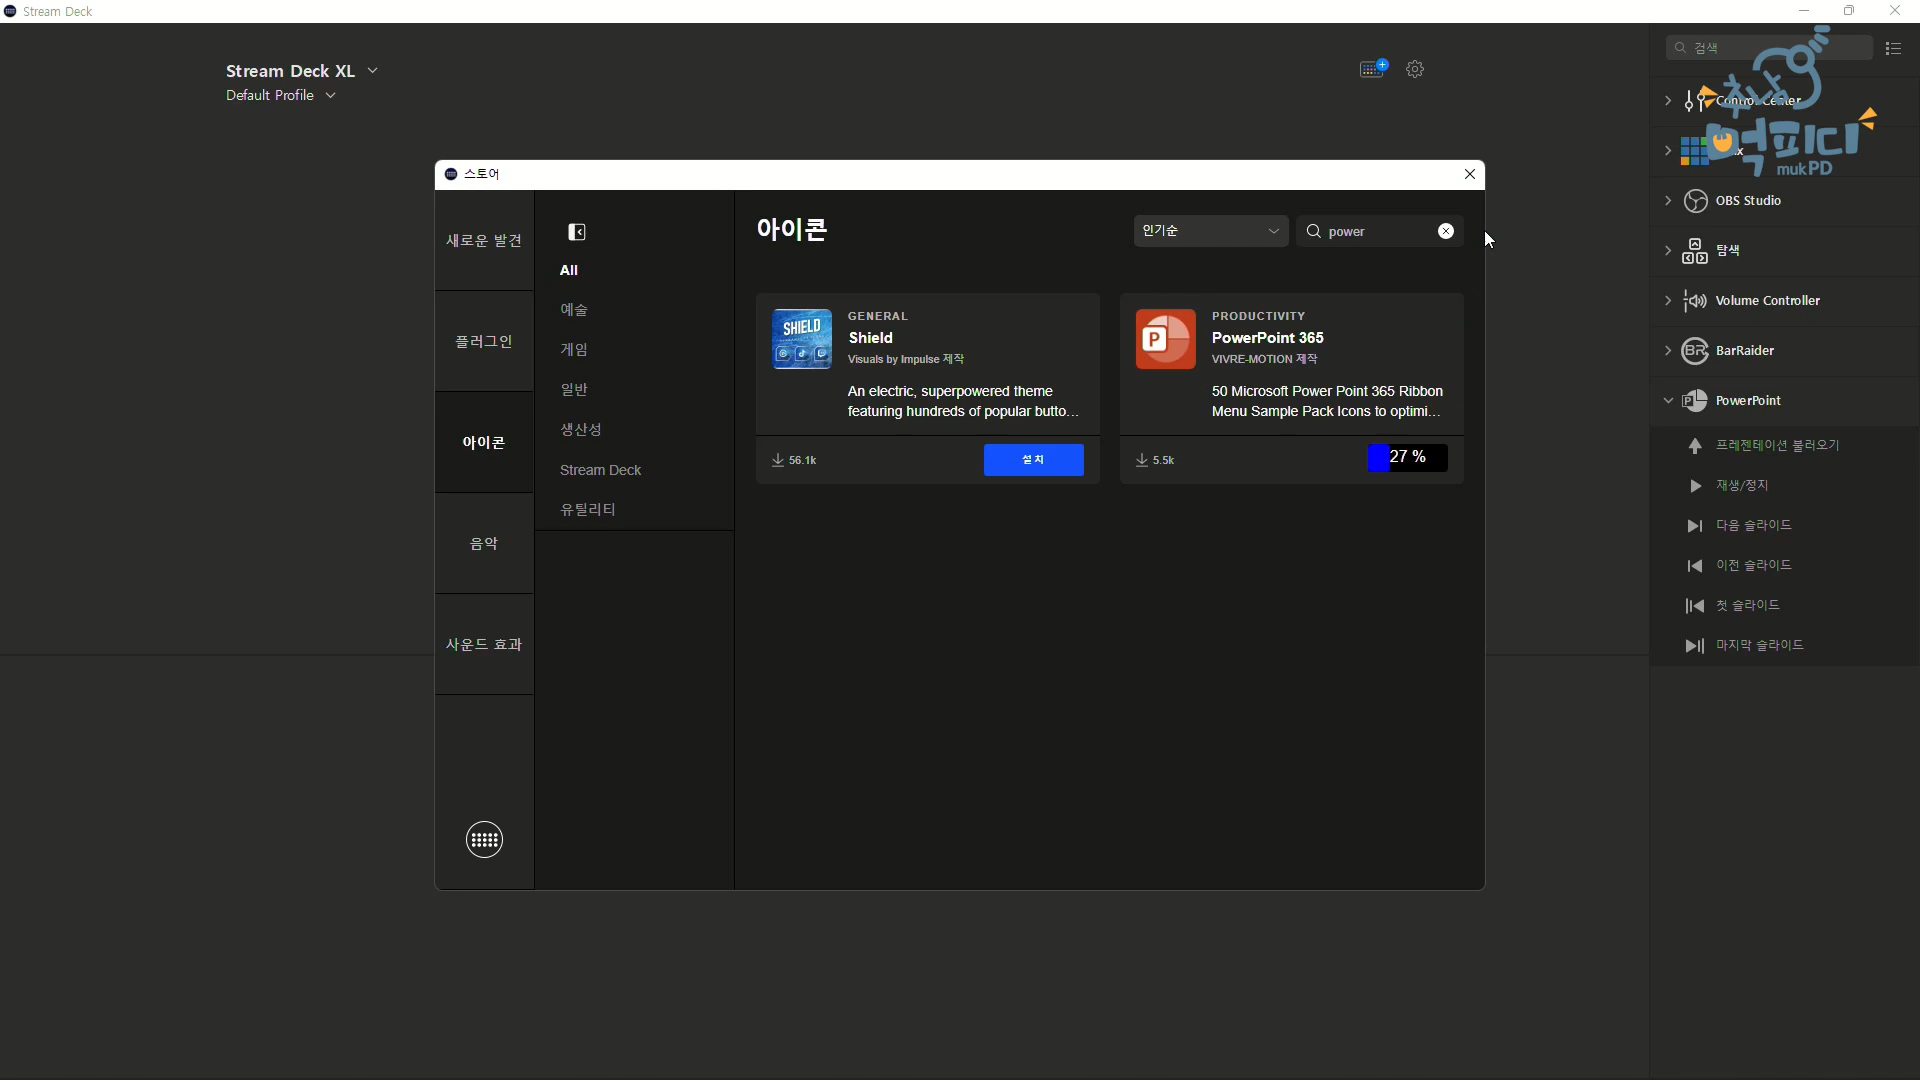 Stream Deck
Stream Deck XL
Default Profile
검색
Control Center
OBS Studio
탐색
Volume Controller
BarRaider
PowerPoint
프레젠테이션 불러오기
재생/정지
다음 슬라이드
이전 슬라이드
첫 슬라이드
마지막 슬라이드
먹피디
mukPD
스토어
새로운 발견
플러그인
아이콘
음악
사운드 효과
All
예술
게임
일반
생산성
Stream Deck
유틸리티
아이콘
인기순
power
SHIELD
GENERAL
Shield
Visuals by Impulse 제작
An electric, superpowered theme
featuring hundreds of popular butto...
56.1k
설치
P
PRODUCTIVITY
PowerPoint 365
VIVRE-MOTION 제작
50 Microsoft Power Point 365 Ribbon
Menu Sample Pack Icons to optimi...
5.5k
27 %